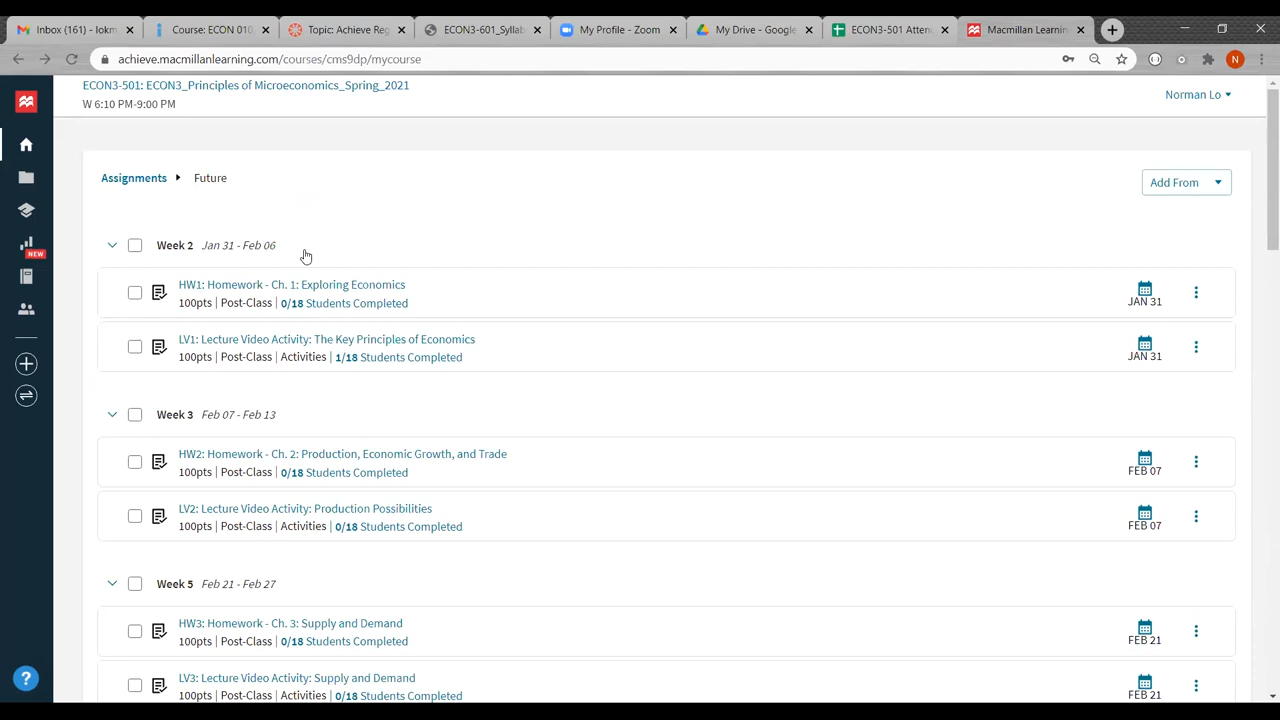 Inbox (161) - lokm
Course: ECON 010,
Topic: Achieve Reg
ECON3-601_Syllab
My Profile - Zoom
My Drive - Google
ECON3-501 Atten
Macmillan Learnin
achieve.macmillanlearning.com/courses/cms9dp/mycourse
N
ECON3-501: ECON3_Principles of Microeconomics_Spring_2021
W 6:10 PM-9:00 PM
Norman Lo
Assignments Future
Add From
Week 2 Jan 31 - Feb 06
HW1: Homework - Ch. 1: Exploring Economics
100pts | Post-Class | 0/18 Students Completed
JAN 31
LV1: Lecture Video Activity: The Key Principles of Economics
100pts | Post-Class | Activities | 1/18 Students Completed
JAN 31
Week 3 Feb 07 - Feb 13
HW2: Homework - Ch. 2: Production, Economic Growth, and Trade
100pts | Post-Class | 0/18 Students Completed
FEB 07
LV2: Lecture Video Activity: Production Possibilities
100pts | Post-Class | Activities | 0/18 Students Completed
FEB 07
Week 5 Feb 21 - Feb 27
HW3: Homework - Ch. 3: Supply and Demand
100pts | Post-Class | 0/18 Students Completed
FEB 21
LV3: Lecture Video Activity: Supply and Demand
100pts | Post-Class | Activities | 0/18 Students Completed
FEB 21
NEW
?